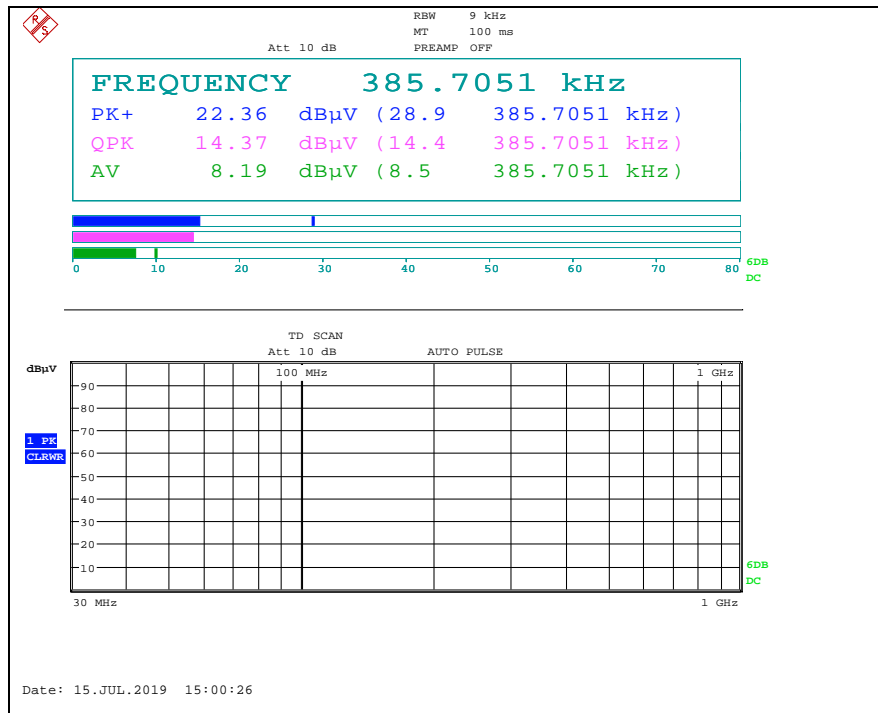 R S
RBW 9 kHz
MT 100 ms
Att 10 dB PREAMP OFF
FREQUENCY 385.7051 kHz
PK+ 22.36 dBµV (28.9 385.7051 kHz)
QPK 14.37 dBµV (14.4 385.7051 kHz)
AV 8.19 dBµV (8.5 385.7051 kHz)
0 10 20 30 40 50 60 70 80
6DB
DC
TD SCAN
Att 10 dB AUTO PULSE
dBµV
100 MHz 1 GHz
90
80
70
1 PK
CLRWR
60
50
40
30
20
10
6DB
DC
30 MHz 1 GHz
Date: 15.JUL.2019 15:00:26